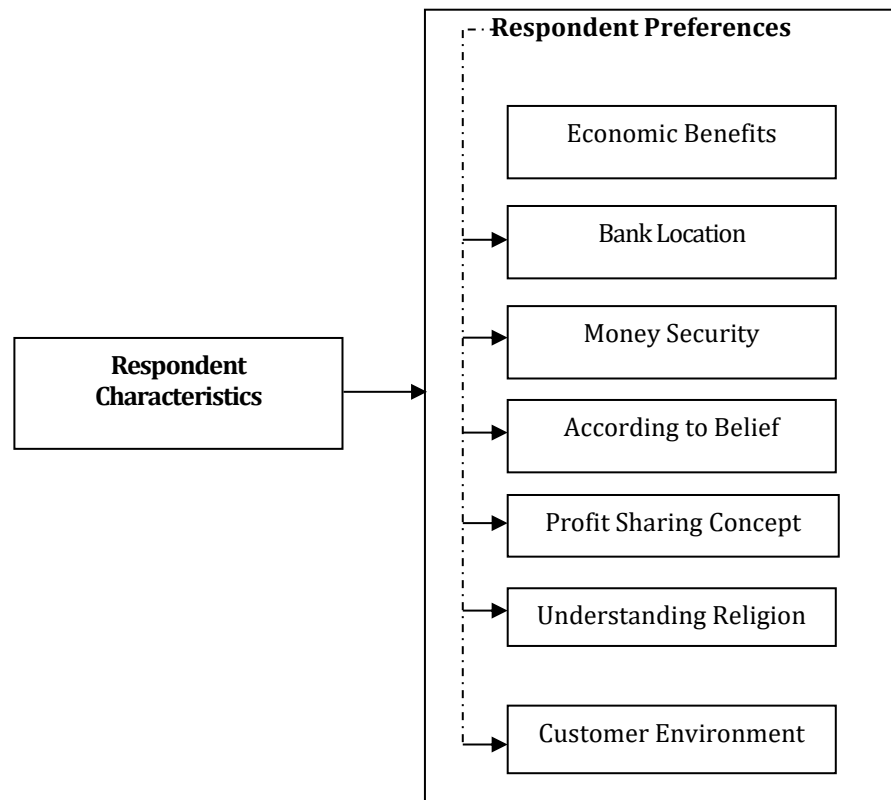 Respondent Preferences
Economic Benefits
Bank Location
Money Security
Respondent
Characteristics
According to Belief
Profit Sharing Concept
Understanding Religion
Customer Environment